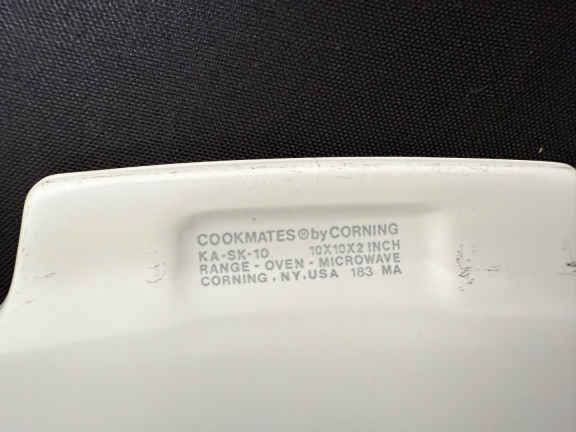 COOKMATES®by CORNING
KA-SK-10 10X10X2 INCH
RANGE - OVEN - MICROWAVE
CORNING, NY. USA 183 MA